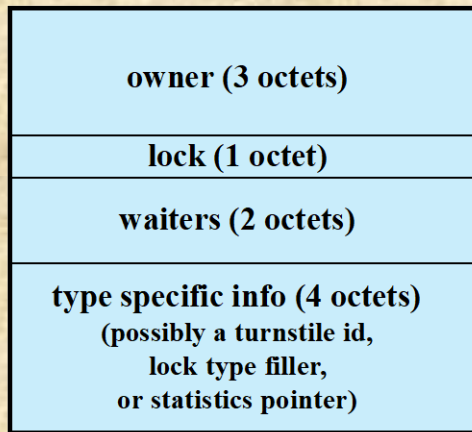 owner (3 octets)
lock (1 octet)
waiters (2 octets)
type specific info (4 octets)
(possibly a turnstile id,
lock type filler,
or statistics pointer)